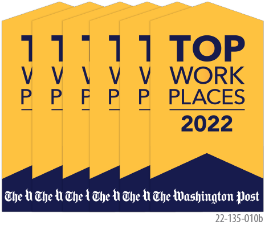 TOP
WORK
PLACES
2022
The Washington Post
22-135-010b